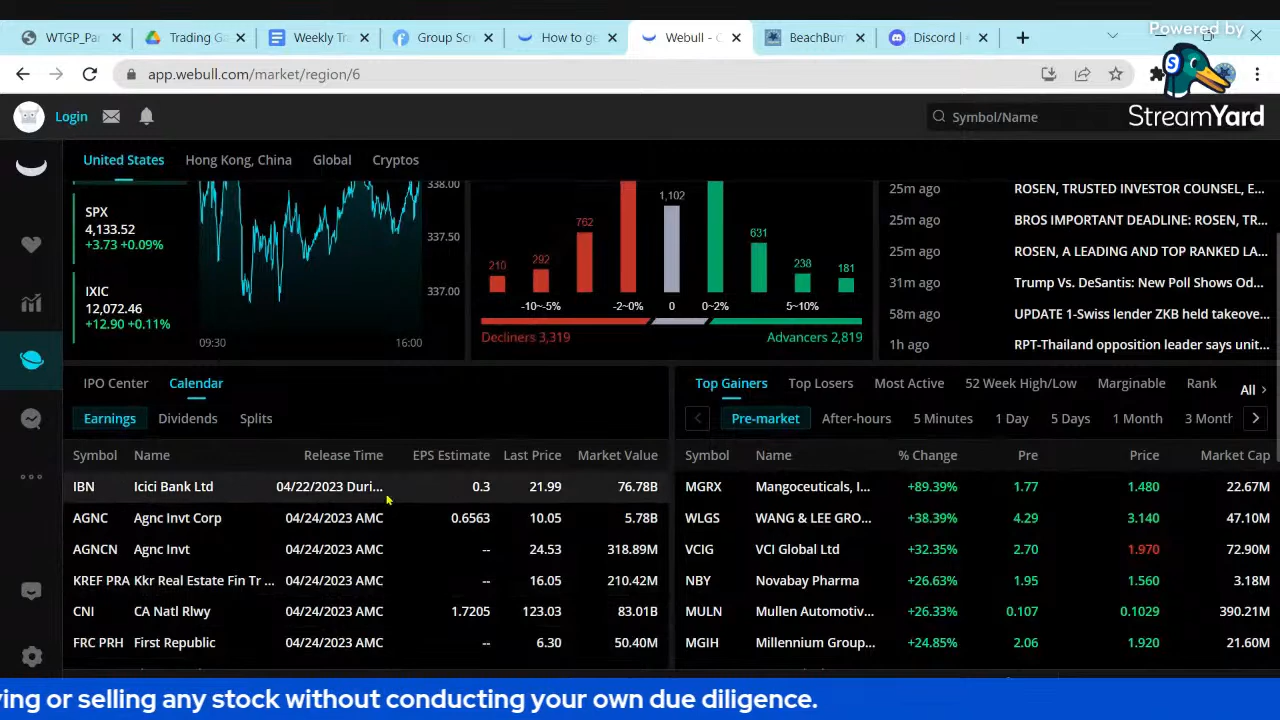 Powered by
WTGP_Par
Trading Ga
Weekly Tra
Group Scr
How to ge
Webull - C
BeachBum
Discord |
app.webull.com/market/region/6
StreamYard
Login
Symbol/Name
United States Hong Kong, China Global Cryptos
SPX
4,133.52
+3.73 +0.09%
IXIC
12,072.46
+12.90 +0.11%
338.00
337.50
337.00
09:30 16:00
210 292 762 1,102 631 238 181
-10~-5% -2~0% 0 0~2% 5~10%
Decliners 3,319 Advancers 2,819
25m ago ROSEN, TRUSTED INVESTOR COUNSEL, E...
25m ago BROS IMPORTANT DEADLINE: ROSEN, TR...
25m ago ROSEN, A LEADING AND TOP RANKED LA...
31m ago Trump Vs. DeSantis: New Poll Shows Od...
58m ago UPDATE 1-Swiss lender ZKB held takeove...
1h ago RPT-Thailand opposition leader says unit...
IPO Center Calendar
Earnings Dividends Splits
Symbol Name Release Time EPS Estimate Last Price Market Value
IBN Icici Bank Ltd 04/22/2023 Duri... 0.3 21.99 76.78B
AGNC Agnc Invt Corp 04/24/2023 AMC 0.6563 10.05 5.78B
AGNCN Agnc Invt 04/24/2023 AMC -- 24.53 318.89M
KREF PRA Kkr Real Estate Fin Tr ... 04/24/2023 AMC -- 16.05 210.42M
CNI CA Natl Rlwy 04/24/2023 AMC 1.7205 123.03 83.01B
FRC PRH First Republic 04/24/2023 AMC -- 6.30 50.40M
Top Gainers Top Losers Most Active 52 Week High/Low Marginable Rank All
Pre-market After-hours 5 Minutes 1 Day 5 Days 1 Month 3 Month
Symbol Name % Change Pre Price Market Cap
MGRX Mangoceuticals, I... +89.39% 1.77 1.480 22.67M
WLGS WANG & LEE GRO... +38.39% 4.29 3.140 47.10M
VCIG VCI Global Ltd +32.35% 2.70 1.970 72.90M
NBY Novabay Pharma +26.63% 1.95 1.560 3.18M
MULN Mullen Automotiv... +26.33% 0.107 0.1029 390.21M
MGIH Millennium Group... +24.85% 2.06 1.920 21.60M
ying or selling any stock without conducting your own due diligence.